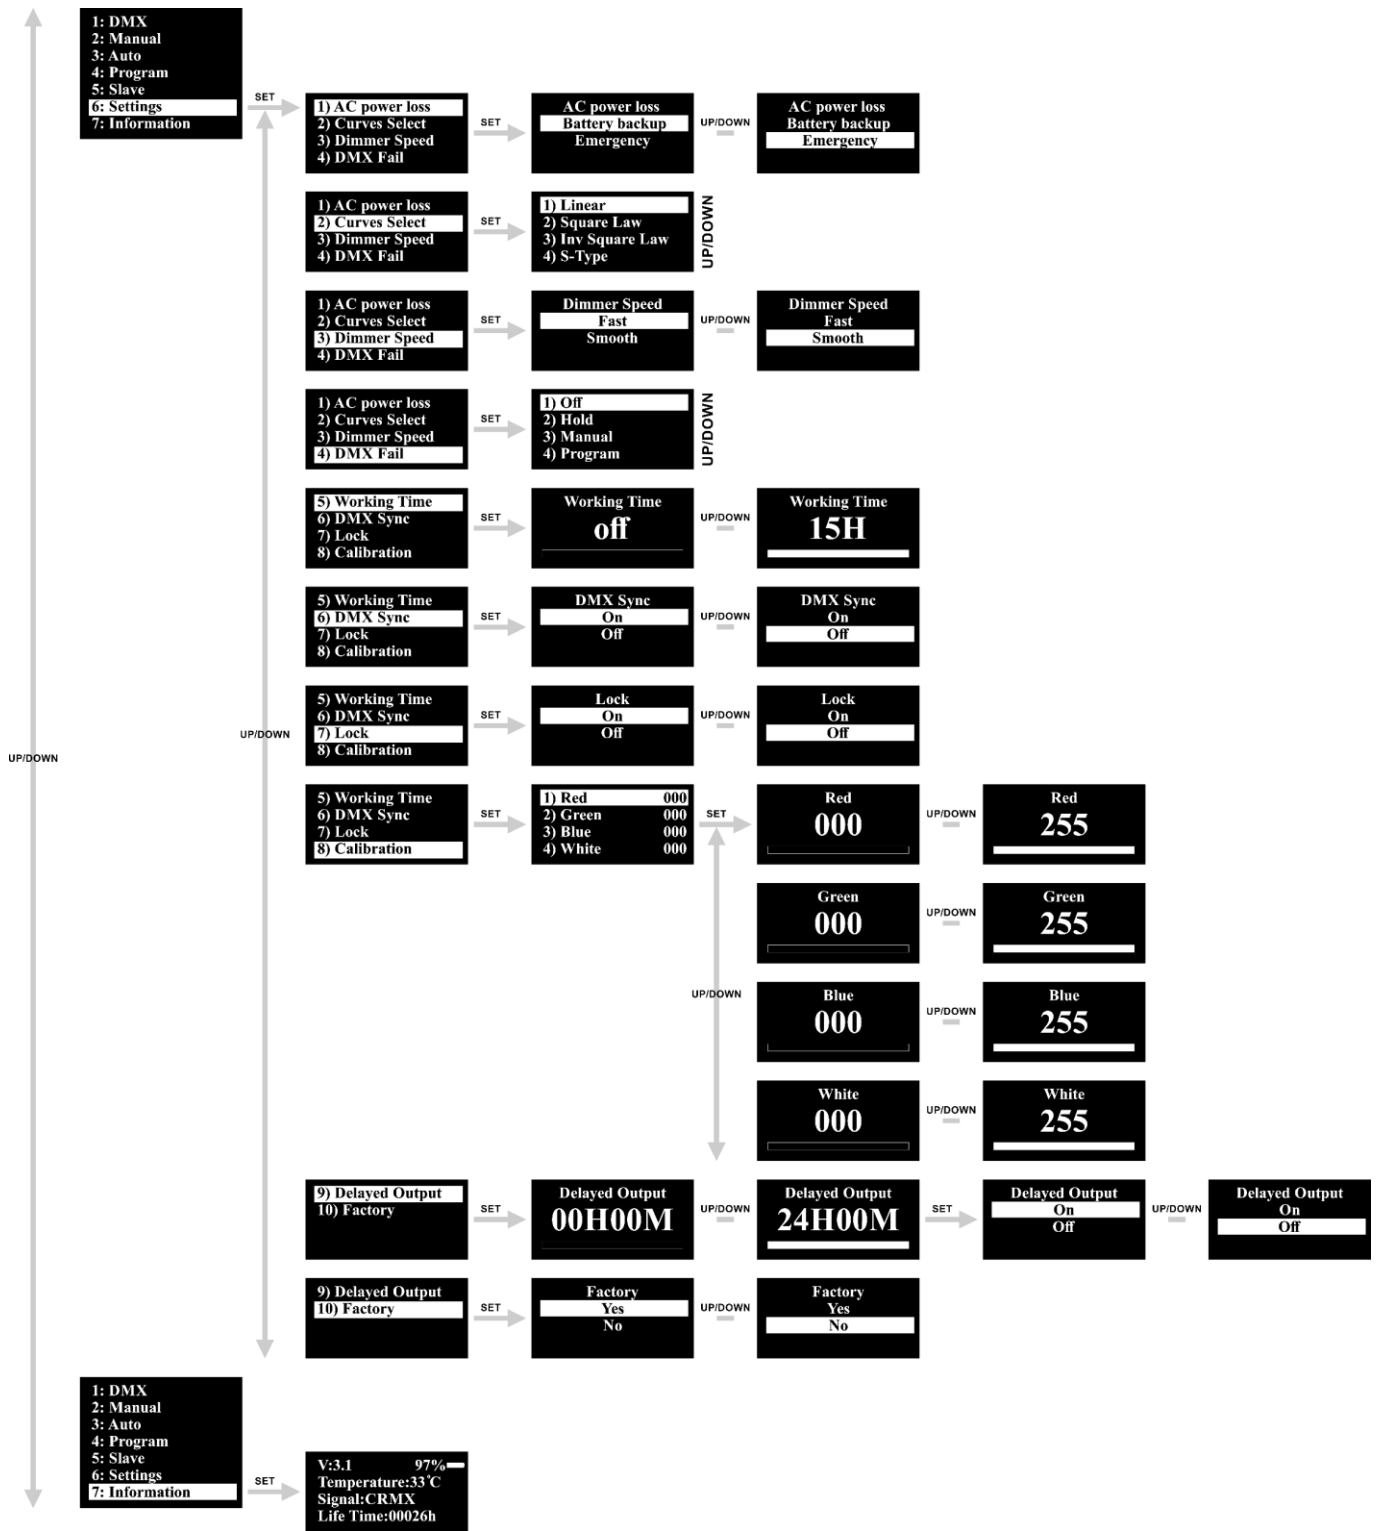 1: DMX
2: Manual
3: Auto
4: Program
5: Slave
6: Settings
7: Information
SET
1) AC power loss
2) Curves Select
3) Dimmer Speed
4) DMX Fail
SET
AC power loss
Battery backup
Emergency
UP/DOWN
AC power loss
Battery backup
Emergency
1) AC power loss
2) Curves Select
3) Dimmer Speed
4) DMX Fail
SET
1) Linear
2) Square Law
3) Inv Square Law
4) S-Type
UP/DOWN
1) AC power loss
2) Curves Select
3) Dimmer Speed
4) DMX Fail
SET
Dimmer Speed
Fast
Smooth
UP/DOWN
Dimmer Speed
Fast
Smooth
1) AC power loss
2) Curves Select
3) Dimmer Speed
4) DMX Fail
SET
1) Off
2) Hold
3) Manual
4) Program
UP/DOWN
5) Working Time
6) DMX Sync
7) Lock
8) Calibration
SET
Working Time
off
UP/DOWN
Working Time
15H
5) Working Time
6) DMX Sync
7) Lock
8) Calibration
SET
DMX Sync
On
Off
UP/DOWN
DMX Sync
On
Off
5) Working Time
6) DMX Sync
7) Lock
8) Calibration
SET
Lock
On
Off
UP/DOWN
Lock
On
Off
UP/DOWN
UP/DOWN
5) Working Time
6) DMX Sync
7) Lock
8) Calibration
SET
1) Red 000
2) Green 000
3) Blue 000
4) White 000
SET
Red
000
UP/DOWN
Red
255
Green
000
UP/DOWN
Green
255
UP/DOWN
Blue
000
UP/DOWN
Blue
255
White
000
UP/DOWN
White
255
9) Delayed Output
10) Factory
SET
Delayed Output
00H00M
UP/DOWN
Delayed Output
24H00M
SET
Delayed Output
On
Off
UP/DOWN
Delayed Output
On
Off
9) Delayed Output
10) Factory
SET
Factory
Yes
No
UP/DOWN
Factory
Yes
No
1: DMX
2: Manual
3: Auto
4: Program
5: Slave
6: Settings
7: Information
SET
V:3.1 97%
Temperature:33°C
Signal:CRMX
Life Time:00026h